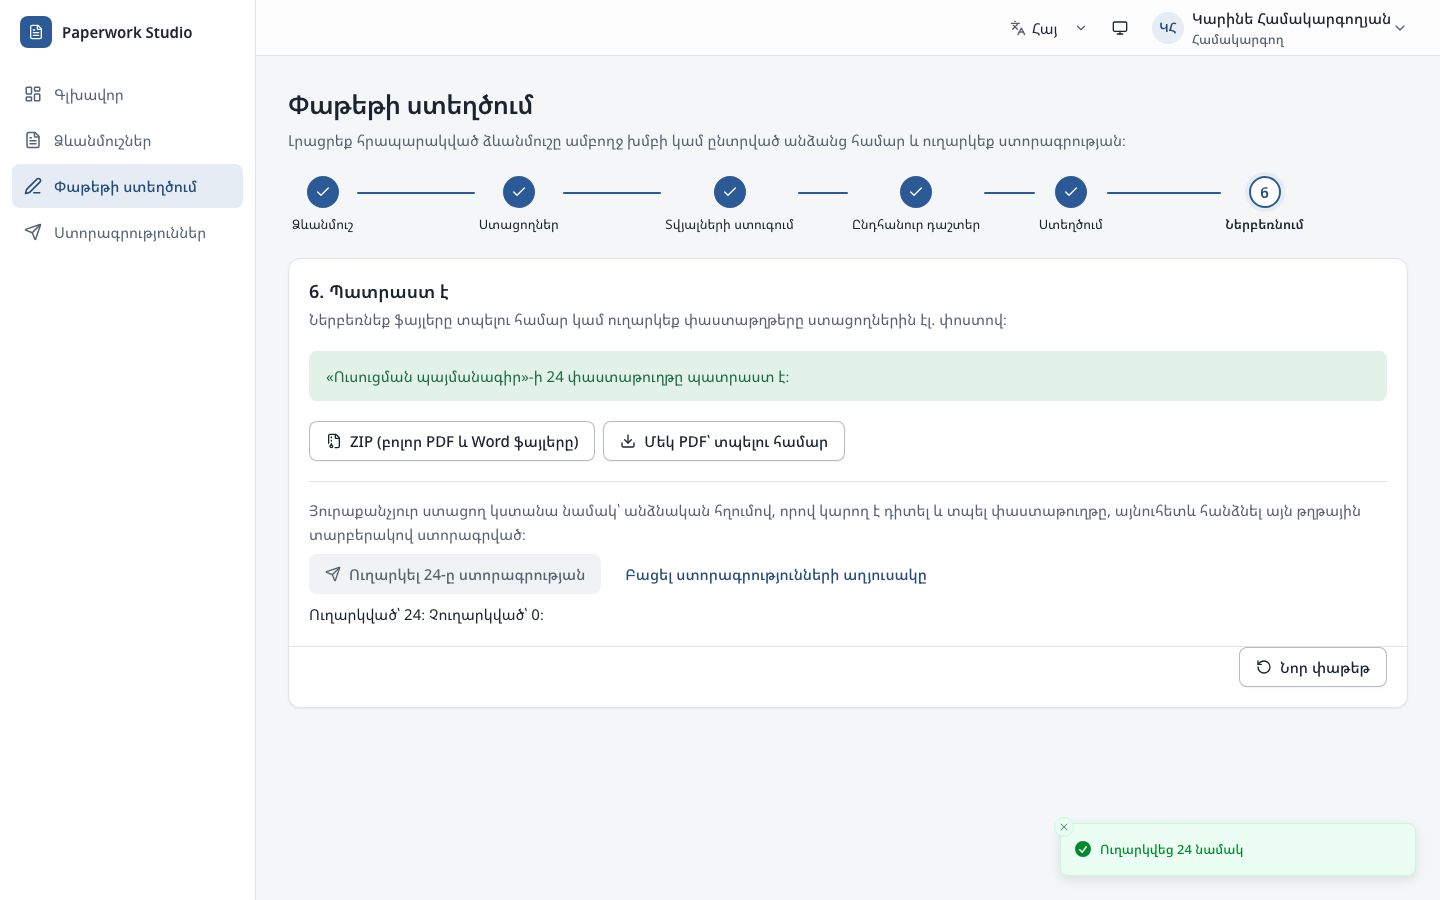 Paperwork Studio
Գլխավոր
Ձևանմուշներ
Փաթեթի ստեղծում
Ստորագրություններ
Հայ
ԿՀ
Կարինե Համակարգողյան
Համակարգող
Փաթեթի ստեղծում
Լրացրեք հրապարակված ձևանմուշը ամբողջ խմբի կամ ընտրված անձանց համար և ուղարկեք ստորագրության։
6
Ձևանմուշ
Ստացողներ
Տվյալների ստուգում
Ընդհանուր դաշտեր
Ստեղծում
Ներբեռնում
6. Պատրաստ է
Ներբեռնեք ֆայլերը տպելու համար կամ ուղարկեք փաստաթղթերը ստացողներին էլ. փոստով։
«Ուսուցման պայմանագիր»-ի 24 փաստաթուղթը պատրաստ է։
ZIP (բոլոր PDF և Word ֆայլերը)
Մեկ PDF՝ տպելու համար
Յուրաքանչյուր ստացող կստանա նամակ՝ անձնական հղումով, որով կարող է դիտել և տպել փաստաթուղթը, այնուհետև հանձնել այն թղթային
տարբերակով ստորագրված։
Ուղարկել 24-ը ստորագրության
Բացել ստորագրությունների աղյուսակը
Ուղարկված՝ 24։ Չուղարկված՝ 0։
Նոր փաթեթ
Ուղարկվեց 24 նամակ